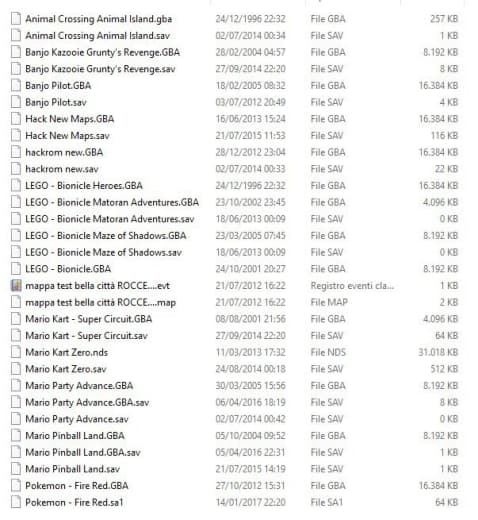 Animal Crossing Animal Island.gba 24/12/1996 22:32 File GBA 257 KB
Animal Crossing Animal Island.sav 02/07/2014 00:34 File SAV 1 KB
Banjo Kazooie Grunty's Revenge.GBA 28/02/2004 04:57 File GBA 8.192 KB
Banjo Kazooie Grunty's Revenge.sav 27/09/2014 22:20 File SAV 8 KB
Banjo Pilot.GBA 18/02/2005 08:32 File GBA 16.384 KB
Banjo Pilot.sav 03/07/2012 20:49 File SAV 4 KB
Hack New Maps.GBA 16/06/2013 15:24 File GBA 16.384 KB
Hack New Maps.sav 21/07/2015 11:53 File SAV 116 KB
hackrom new.GBA 28/12/2012 23:04 File GBA 16.384 KB
hackrom new.sav 02/07/2014 00:33 File SAV 22 KB
LEGO - Bionicle Heroes.GBA 24/12/1996 22:32 File GBA 16.384 KB
LEGO - Bionicle Matoran Adventures.GBA 23/10/2002 23:45 File GBA 4.096 KB
LEGO - Bionicle Matoran Adventures.sav 18/06/2013 00:09 File SAV 0 KB
LEGO - Bionicle Maze of Shadows.GBA 23/03/2005 07:45 File GBA 8.192 KB
LEGO - Bionicle Maze of Shadows.sav 18/06/2013 00:09 File SAV 0 KB
LEGO - Bionicle.GBA 24/10/2001 20:27 File GBA 8.192 KB
mappa test bella città ROCCE....evt 21/07/2012 16:22 Registro eventi cla... 1 KB
mappa test bella città ROCCE....map 21/07/2012 16:22 File MAP 2 KB
Mario Kart - Super Circuit.GBA 08/08/2001 21:56 File GBA 4.096 KB
Mario Kart - Super Circuit.sav 27/09/2014 22:20 File SAV 64 KB
Mario Kart Zero.nds 11/03/2013 17:32 File NDS 31.018 KB
Mario Kart Zero.sav 24/08/2014 00:18 File SAV 512 KB
Mario Party Advance.GBA 30/03/2005 15:56 File GBA 8.192 KB
Mario Party Advance.GBA.sav 06/04/2016 18:19 File SAV 8 KB
Mario Party Advance.sav 02/07/2014 00:42 File SAV 0 KB
Mario Pinball Land.GBA 05/10/2004 09:52 File GBA 8.192 KB
Mario Pinball Land.GBA.sav 05/04/2016 22:31 File SAV 1 KB
Mario Pinball Land.sav 21/07/2015 14:19 File SAV 1 KB
Pokemon - Fire Red.GBA 27/10/2012 15:31 File GBA 16.384 KB
Pokemon - Fire Red.sa1 14/01/2017 22:20 File SA1 64 KB